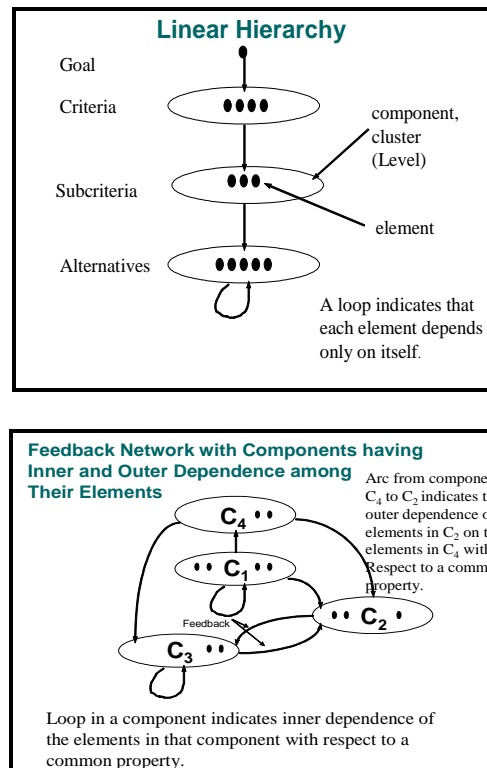 Linear Hierarchy
Goal
Criteria
component,
cluster
(Level)
Subcriteria
element
Alternatives
A loop indicates that
each element depends
only on itself.
Feedback Network with Components having
Inner and Outer Dependence among
Their Elements
Arc from compone
C4 to C2 indicates t
outer dependence o
elements in C2 on t
elements in C4 with
Respect to a comm
property.
C4
C1
C2
Feedback
C3
Loop in a component indicates inner dependence of
the elements in that component with respect to a
common property.